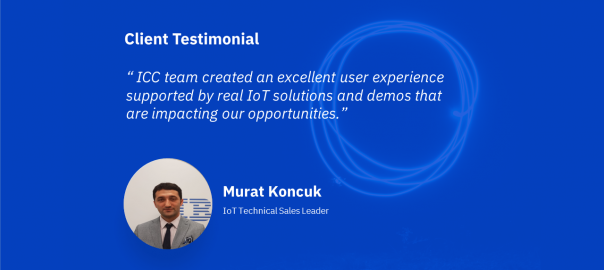 Client Testimonial
“ ICC team created an excellent user experience
supported by real IoT solutions and demos that
are impacting our opportunities.”
IBM
Murat Koncuk
IoT Technical Sales Leader